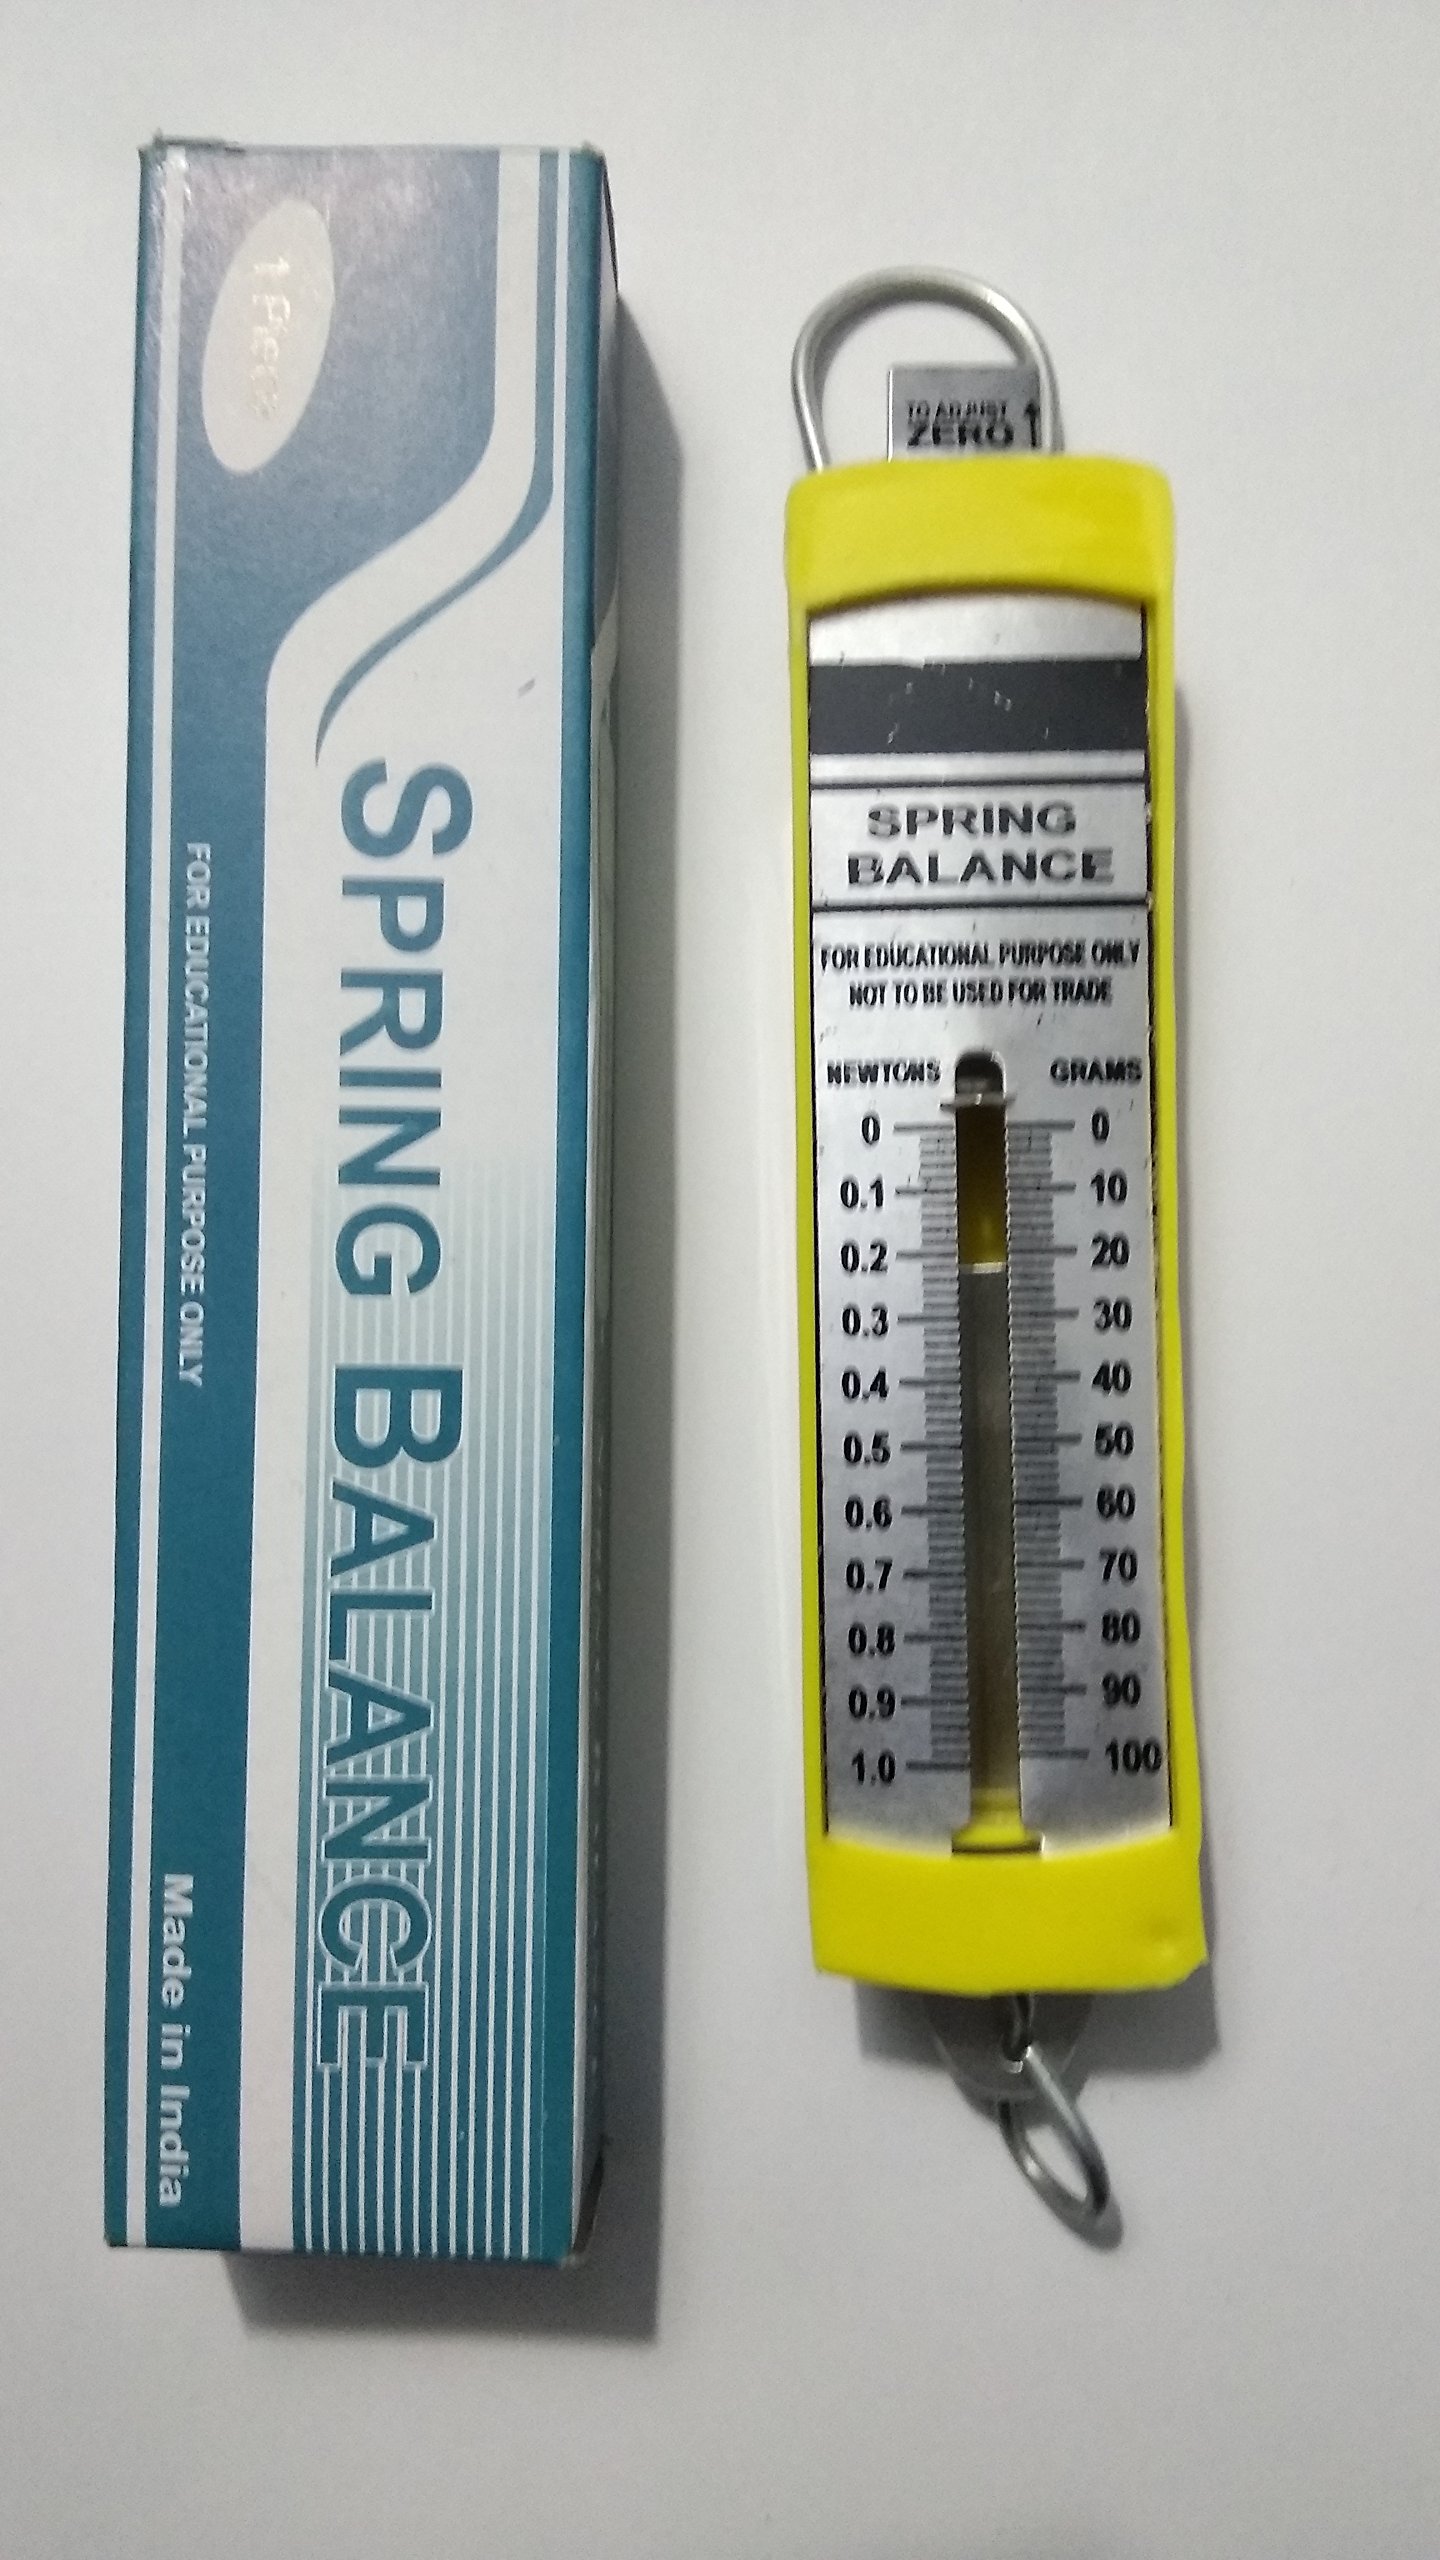 1 Piece
SPRING BALANCE
FOR EDUCATIONAL PURPOSE ONLY
Made in India
TO ADJUST
ZERO
SPRING
BALANCE
FOR EDUCATIONAL PURPOSE ONLY
NOT TO BE USED FOR TRADE
NEWTONS GRAMS
0 0
0.1 10
0.2 20
0.3 30
0.4 40
0.5 50
0.6 60
0.7 70
0.8 80
0.9 90
1.0 100